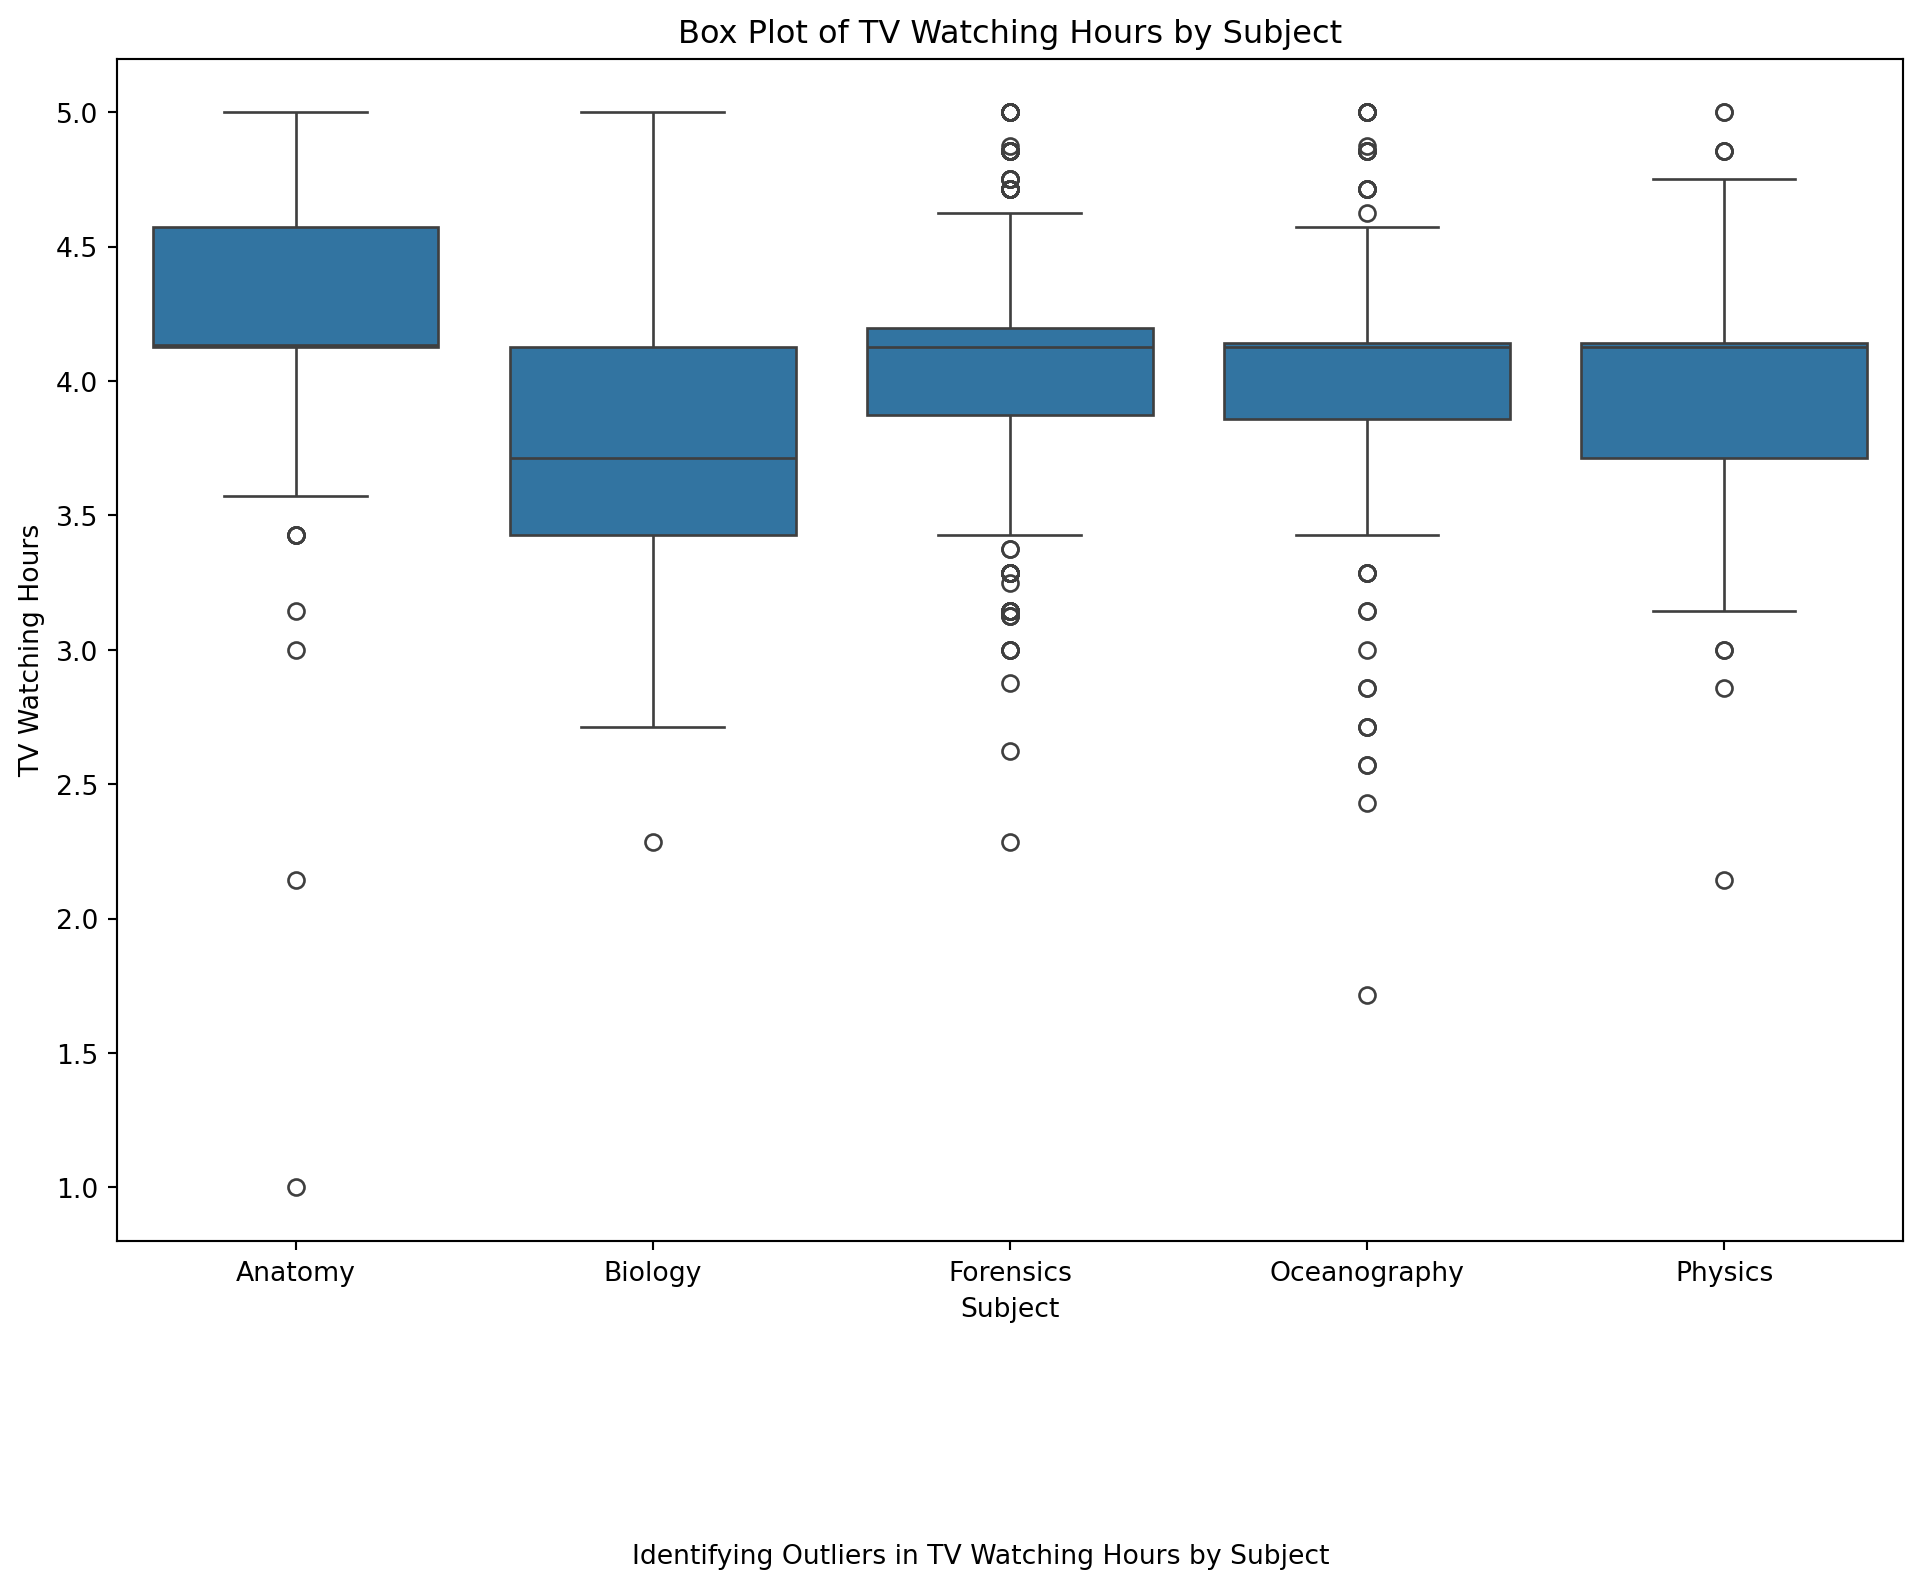 Box Plot of TV Watching Hours by Subject
TV Watching Hours
5.0
4.5
4.0
3.5
3.0
2.5
2.0
1.5
1.0
Anatomy Biology Forensics Oceanography Physics
Subject
Identifying Outliers in TV Watching Hours by Subject